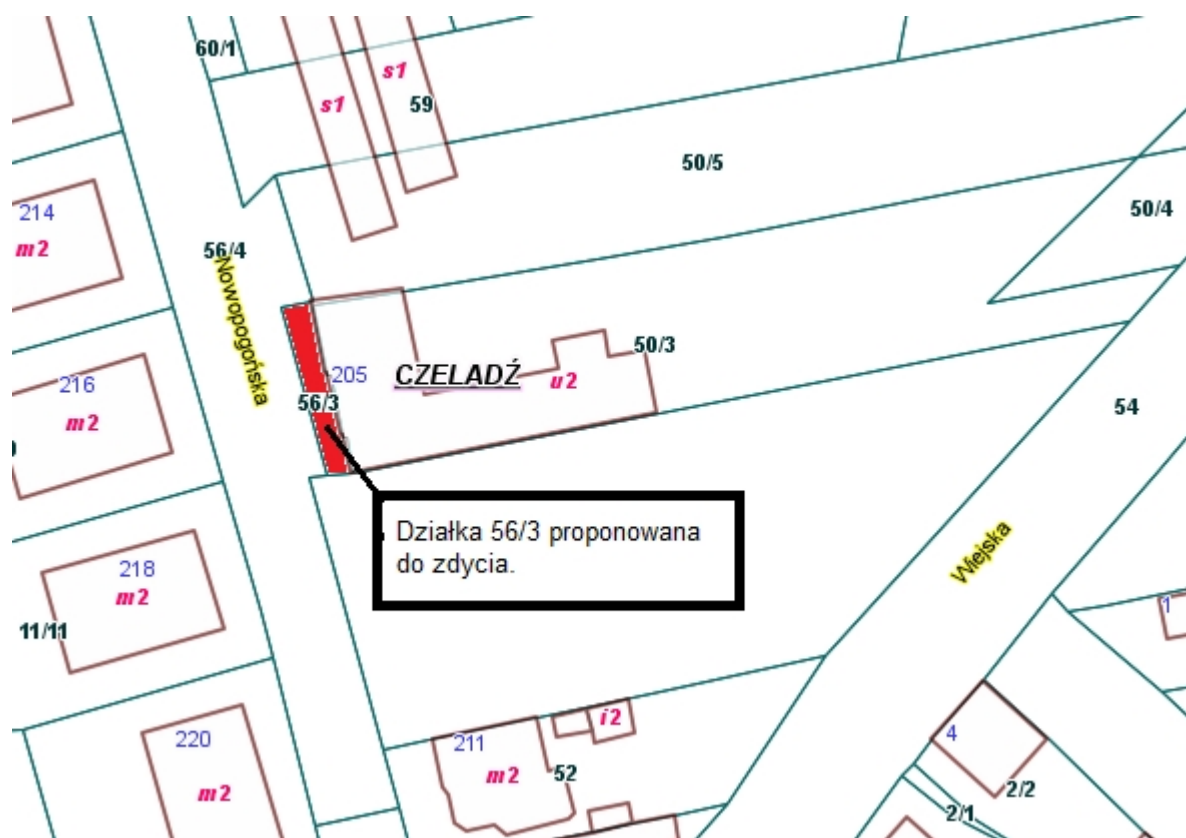 60/1
s1
s1
59
50/5
50/4
214
m2
56/4
Nowopogońska
50/3
205
CZELADŹ
u2
216
m2
56/3
54
Działka 56/3 proponowana
do zdycia.
Wiejska
218
m2
11/11
1
220
m2
211
m2
i2
52
4
2/2
2/1